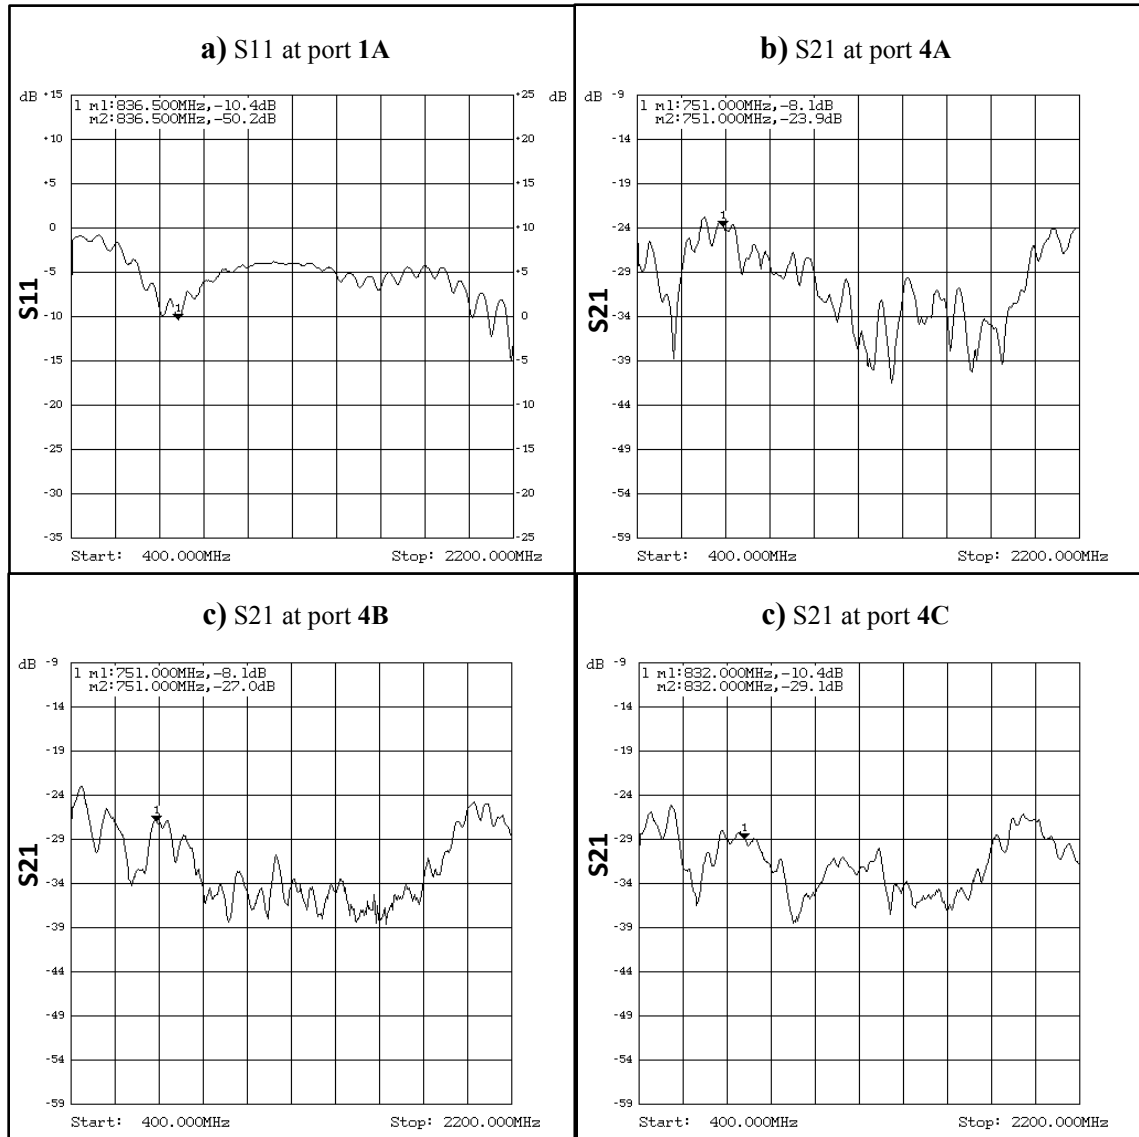 a) S11 at port 1A
dB +15
+10
+5
0
-5
-10
-15
-20
-25
-30
-35
+25 dB
+20
+15
+10
+5
0
-5
-10
-15
-20
-25
1 m1:836.500MHz,-10.4dB
m2:836.500MHz,-50.2dB
1
S11
Start: 400.000MHz Stop: 2200.000MHz
b) S21 at port 4A
dB -9
-14
-19
-24
-29
-34
-39
-44
-49
-54
-59
1 m1:751.000MHz,-8.1dB
m2:751.000MHz,-23.9dB
1
S21
Start: 400.000MHz Stop: 2200.000MHz
c) S21 at port 4B
dB -9
-14
-19
-24
-29
-34
-39
-44
-49
-54
-59
1 m1:751.000MHz,-8.1dB
m2:751.000MHz,-27.0dB
1
S21
Start: 400.000MHz Stop: 2200.000MHz
c) S21 at port 4C
dB -9
-14
-19
-24
-29
-34
-39
-44
-49
-54
-59
1 m1:832.000MHz,-10.4dB
m2:832.000MHz,-29.1dB
1
S21
Start: 400.000MHz Stop: 2200.000MHz